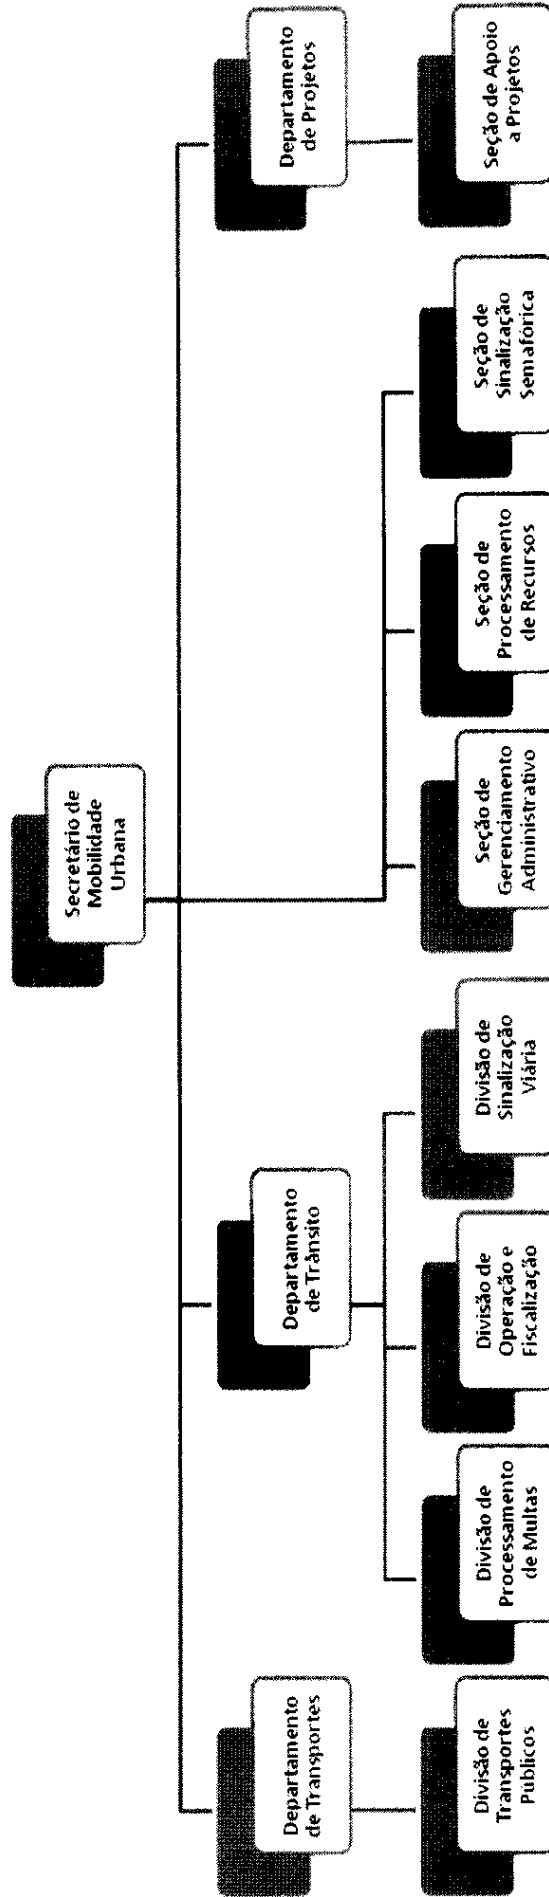 Secretário de
Mobilidade
Urbana
Departamento
de Transportes
Departamento
de Trânsito
Departamento
de Projetos
Divisão de
Transportes
Públicos
Divisão de
Processamento
de Multas
Divisão de
Operação e
Fiscalização
Divisão de
Sinalização
Viária
Seção de
Gerenciamento
Administrativo
Seção de
Processamento
de Recursos
Seção de
Sinalização
Semafórica
Seção de Apoio
a Projetos